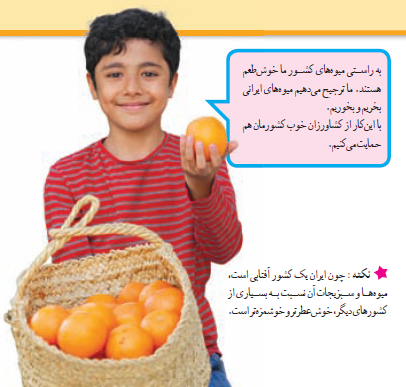 به راستی میوه‌های کشور ما خوش‌طعم
هستند. ما ترجیح می‌دهیم میوه‌های ایرانی
بخریم و بخوریم.
با این‌کار از کشاورزان خوب کشورمان هم
حمایت می‌کنیم.
نکته : چون ایران یک کشور آفتابی است،
میوه‌ها و سبزیجات آن نسبت به بسیاری از
کشورهای دیگر، خوش‌عطرتر و خوشمزه‌تر است.